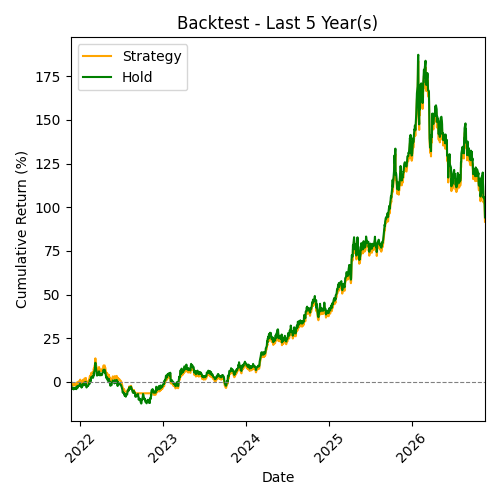 Backtest - Last 5 Year(s)
Strategy
Hold
Cumulative Return (%)
175
150
125
100
75
50
25
0
2022
2023
2024
2025
2026
Date